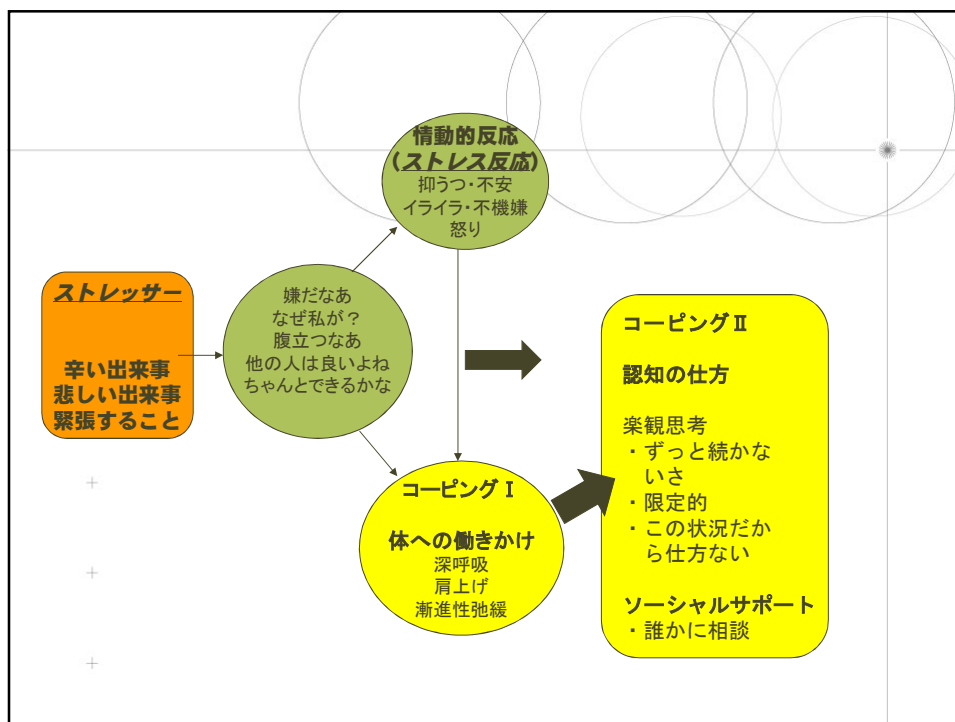 情動的反応
(ストレス反応)
抑うつ・不安
イライラ・不機嫌
怒り
ストレッサー
辛い出来事
悲しい出来事
緊張すること
嫌だなあ
なぜ私が？
腹立つなあ
他の人は良いよね
ちゃんとできるかな
コーピングⅠ
体への働きかけ
深呼吸
肩上げ
漸進性弛緩
コーピングⅡ
認知の仕方
楽観思考
・ずっと続かな
いさ
・限定的
・この状況だか
ら仕方ない
ソーシャルサポート
・誰かに相談